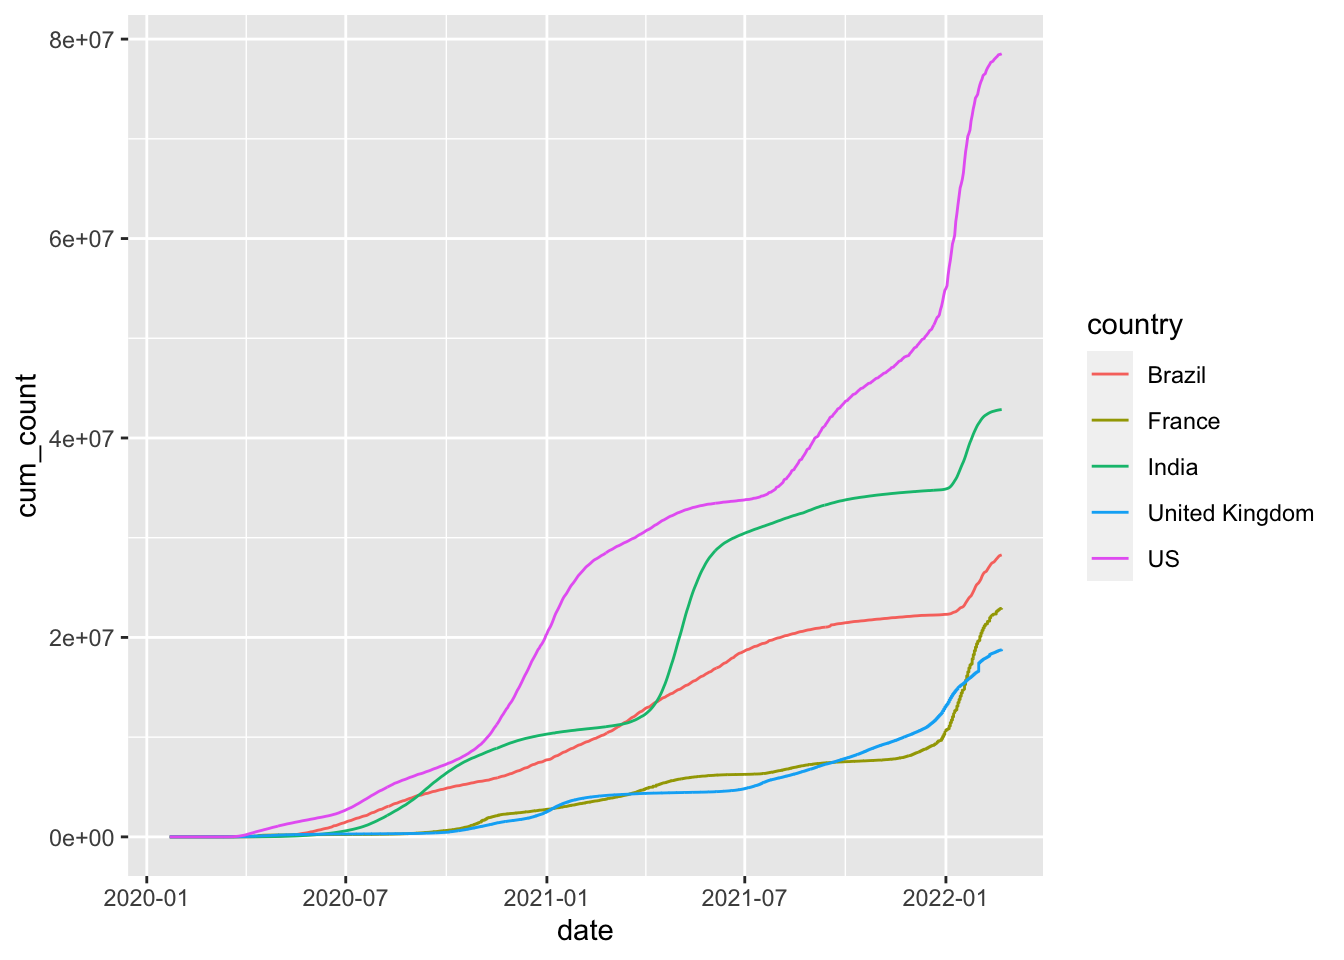 8e+07
6e+07
4e+07
2e+07
0e+00
cum_count
2020-01
2020-07
2021-01
2021-07
2022-01
date
country
Brazil
France
India
United Kingdom
US